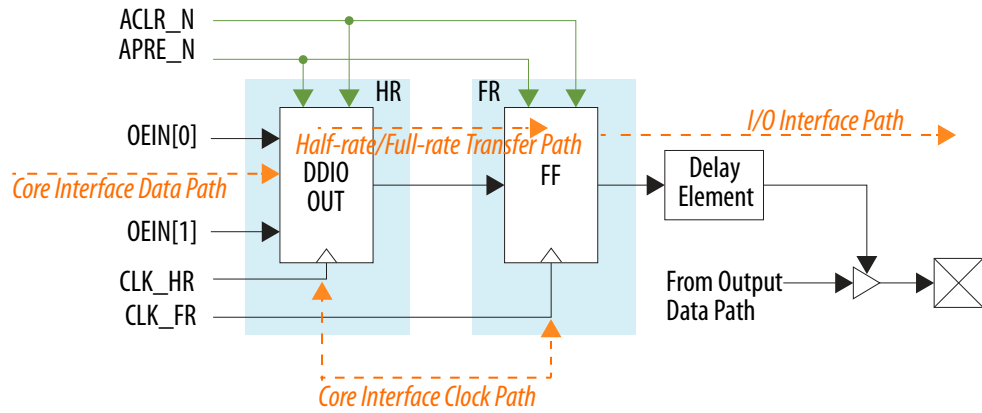 ACLR_N
APRE_N
HR
FR
OEIN[0]
Half-rate/Full-rate Transfer Path
I/O Interface Path
DDIO
OUT
FF
Core Interface Data Path
Delay
Element
OEIN[1]
CLK_HR
CLK_FR
From Output
Data Path
Core Interface Clock Path